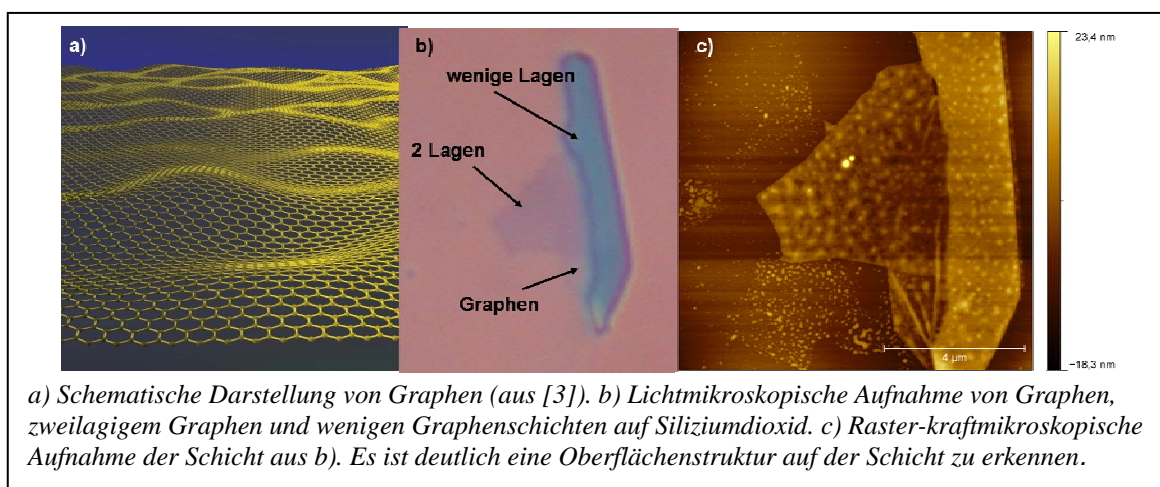 a)
b)
c)
23,4 nm
wenige Lagen
2 Lagen
Graphen
4 µm
−18,3 nm
a) Schematische Darstellung von Graphen (aus [3]). b) Lichtmikroskopische Aufnahme von Graphen,
zweilagigem Graphen und wenigen Graphenschichten auf Siliziumdioxid. c) Raster-kraftmikroskopische
Aufnahme der Schicht aus b). Es ist deutlich eine Oberflächenstruktur auf der Schicht zu erkennen.